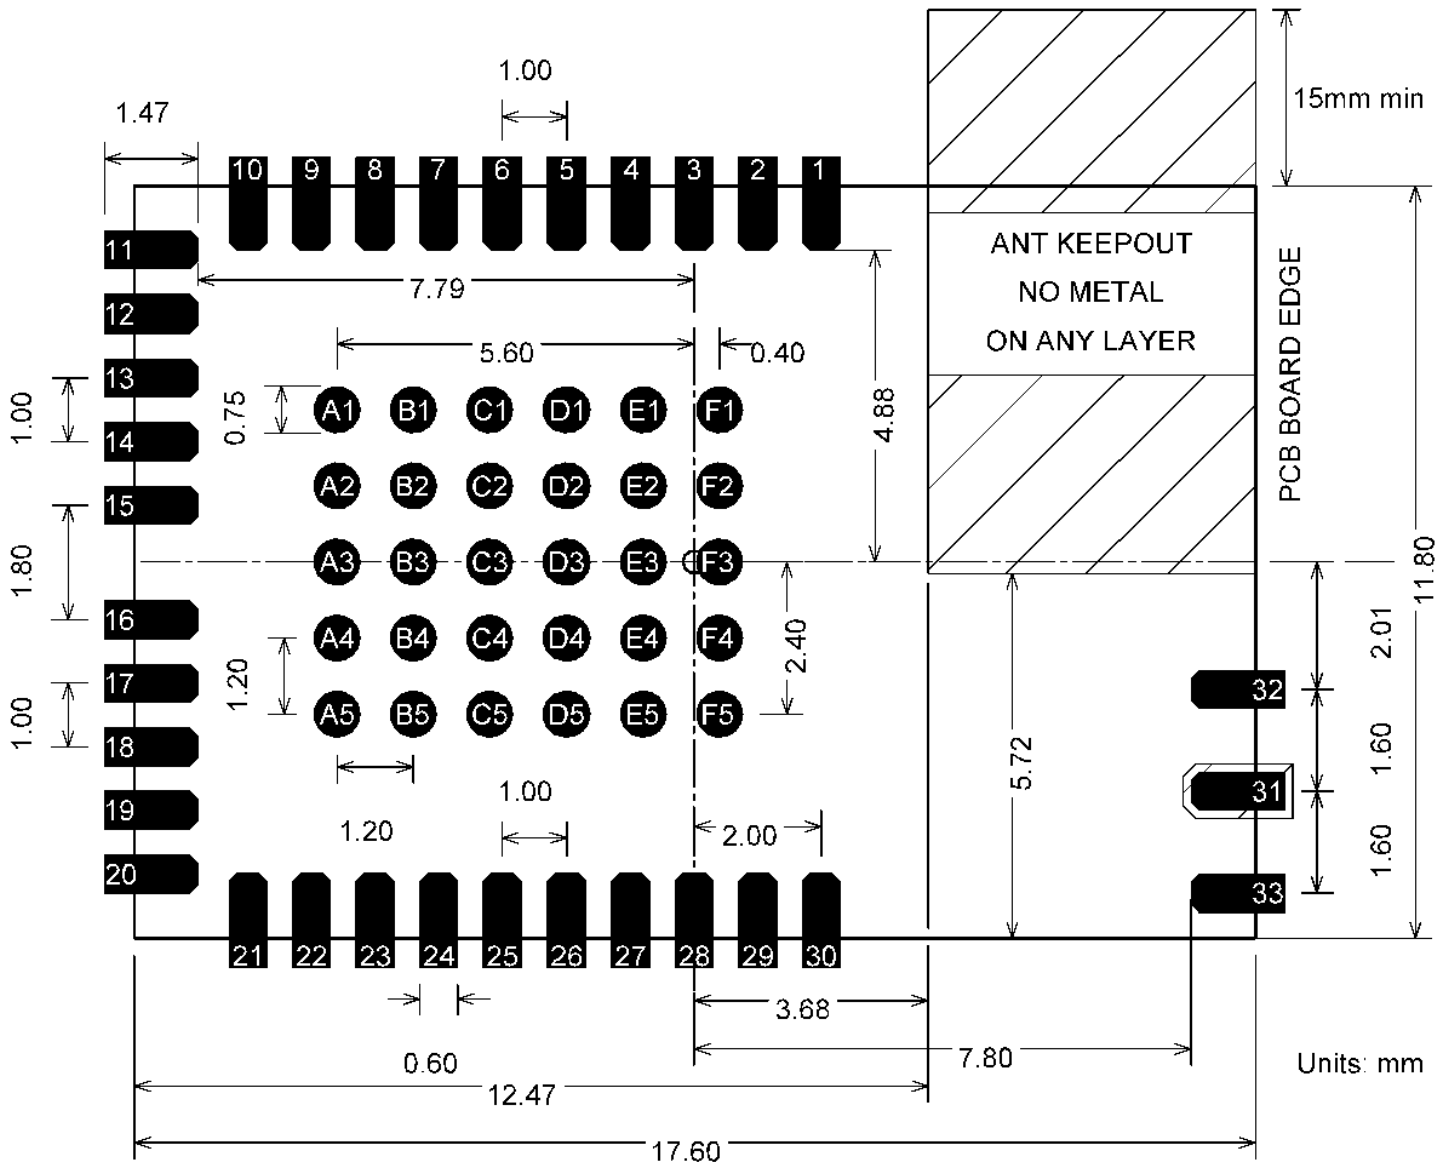 1.00
15mm min
1.47
10 9 8 7 6 5 4 3 2 1
ANT KEEPOUT
NO METAL
ON ANY LAYER
PCB BOARD EDGE
11
12
13
14
15
16
17
18
19
20
7.79
5.60
0.40
4.88
0.75
1.00
1.80
1.00
A1 B1 C1 D1 E1 F1
A2 B2 C2 D2 E2 F2
A3 B3 C3 D3 E3 F3
A4 B4 C4 D4 E4 F4
A5 B5 C5 D5 E5 F5
1.20
2.40
11.80
2.01
1.60
1.60
32
31
33
5.72
1.00
1.20
2.00
21 22 23 24 25 26 27 28 29 30
3.68
7.80
0.60
Units: mm
12.47
17.60